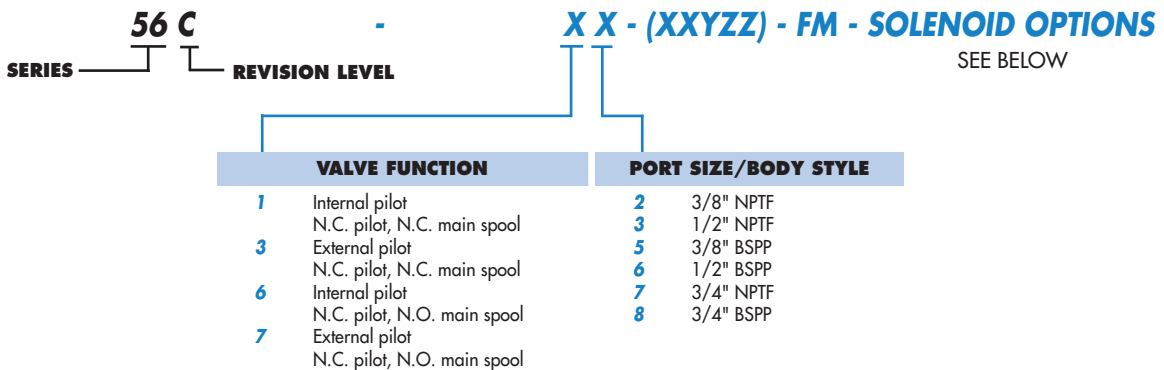 56 C - X X - (XXYZZ) - FM - SOLENOID OPTIONS
SEE BELOW
SERIES REVISION LEVEL
VALVE FUNCTION
1 Internal pilot
N.C. pilot, N.C. main spool
3 External pilot
N.C. pilot, N.C. main spool
6 Internal pilot
N.C. pilot, N.O. main spool
7 External pilot
N.C. pilot, N.O. main spool
PORT SIZE/BODY STYLE
2 3/8" NPTF
3 1/2" NPTF
5 3/8" BSPP
6 1/2" BSPP
7 3/4" NPTF
8 3/4" BSPP